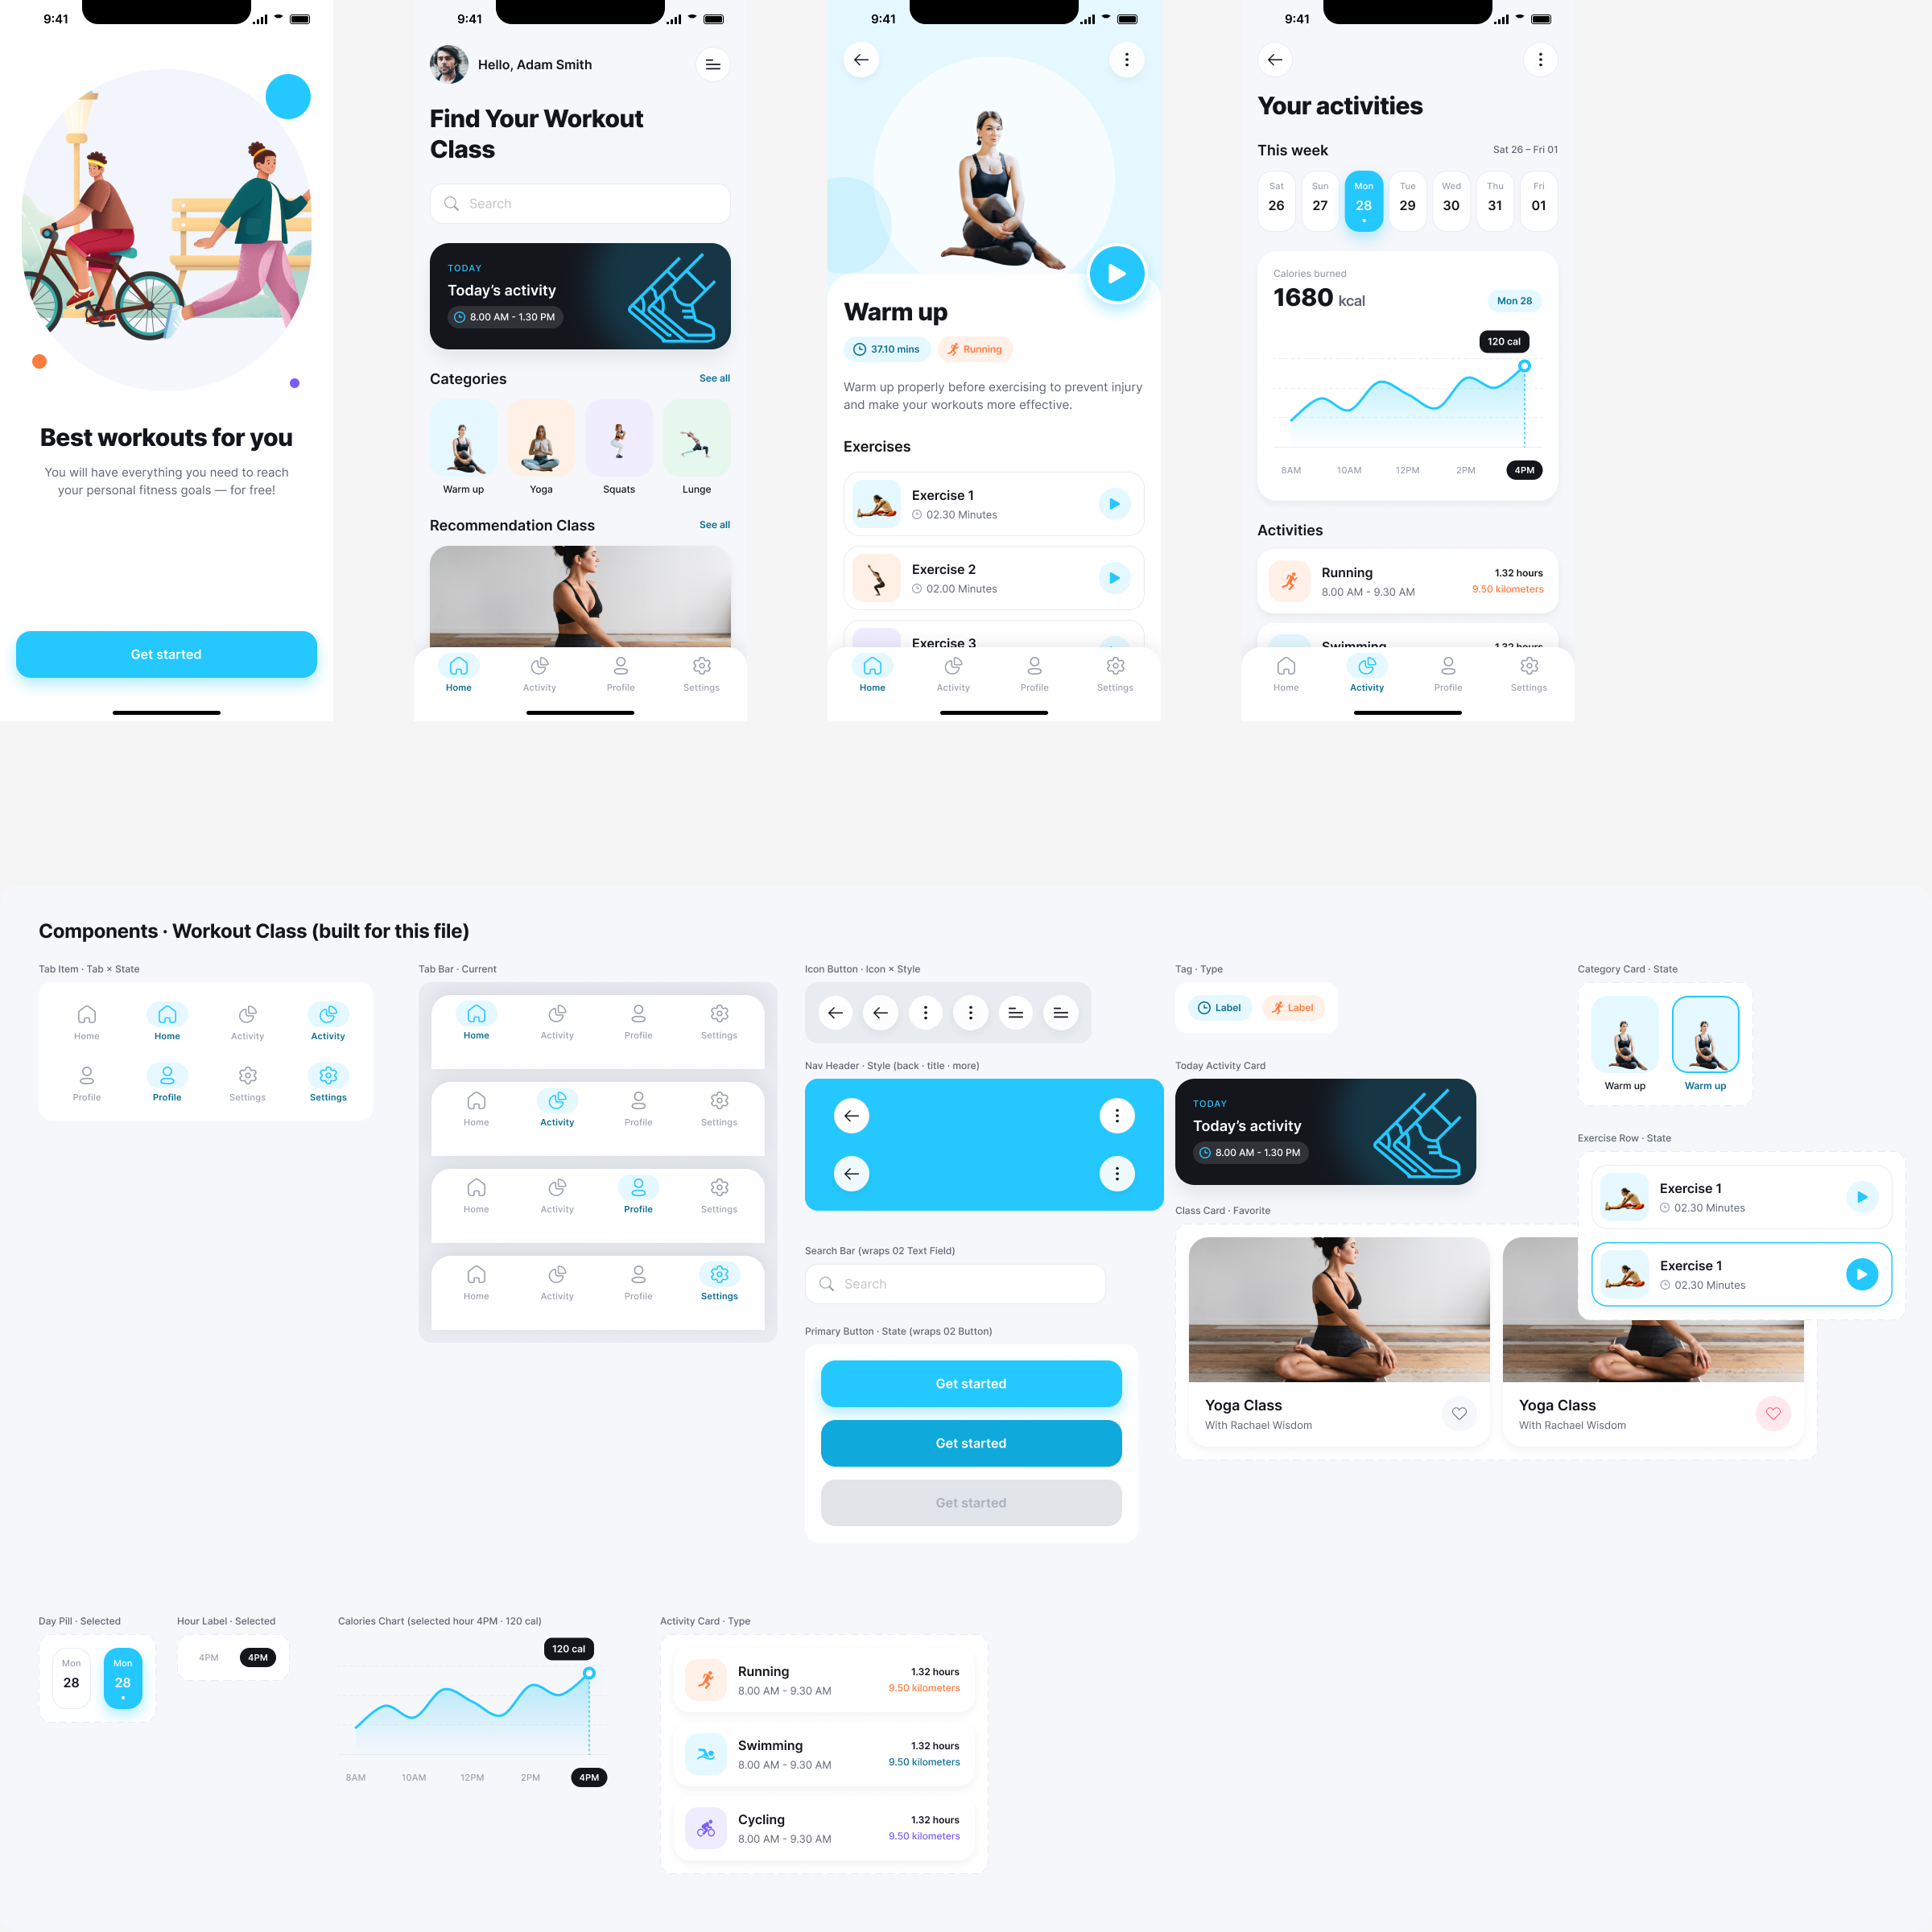 9:41
Best workouts for you
You will have everything you need to reach
your personal fitness goals — for free!
Get started
9:41
Hello, Adam Smith
Find Your Workout
Class
Search
TODAY
Today’s activity
8.00 AM - 1.30 PM
Categories
See all
Warm up
Yoga
Squats
Lunge
Recommendation Class
See all
Home
Activity
Profile
Settings
9:41
Warm up
37.10 mins
Running
Warm up properly before exercising to prevent injury
and make your workouts more effective.
Exercises
Exercise 1
02.30 Minutes
Exercise 2
02.00 Minutes
Exercise 3
Home
Activity
Profile
Settings
9:41
Your activities
This week
Sat 26 – Fri 01
Sat
26
Sun
27
Mon
28
Tue
29
Wed
30
Thu
31
Fri
01
Calories burned
1680 kcal
Mon 28
120 cal
8AM
10AM
12PM
2PM
4PM
Activities
Running
8.00 AM - 9.30 AM
1.32 hours
9.50 kilometers
Swimming
1.32 hours
Home
Activity
Profile
Settings
Components · Workout Class (built for this file)
Tab Item · Tab × State
Home
Home
Activity
Activity
Profile
Profile
Settings
Settings
Tab Bar · Current
Home
Activity
Profile
Settings
Home
Activity
Profile
Settings
Home
Activity
Profile
Settings
Home
Activity
Profile
Settings
Icon Button · Icon × Style
Nav Header · Style (back · title · more)
Search Bar (wraps 02 Text Field)
Search
Primary Button · State (wraps 02 Button)
Get started
Get started
Get started
Tag · Type
Label
Label
Today Activity Card
TODAY
Today’s activity
8.00 AM - 1.30 PM
Class Card · Favorite
Yoga Class
With Rachael Wisdom
Yoga Class
With Rachael Wisdom
Category Card · State
Warm up
Warm up
Exercise Row · State
Exercise 1
02.30 Minutes
Exercise 1
02.30 Minutes
Day Pill · Selected
Mon
28
Mon
28
Hour Label · Selected
4PM
4PM
Calories Chart (selected hour 4PM · 120 cal)
120 cal
8AM
10AM
12PM
2PM
4PM
Activity Card · Type
Running
8.00 AM - 9.30 AM
1.32 hours
9.50 kilometers
Swimming
8.00 AM - 9.30 AM
1.32 hours
9.50 kilometers
Cycling
8.00 AM - 9.30 AM
1.32 hours
9.50 kilometers